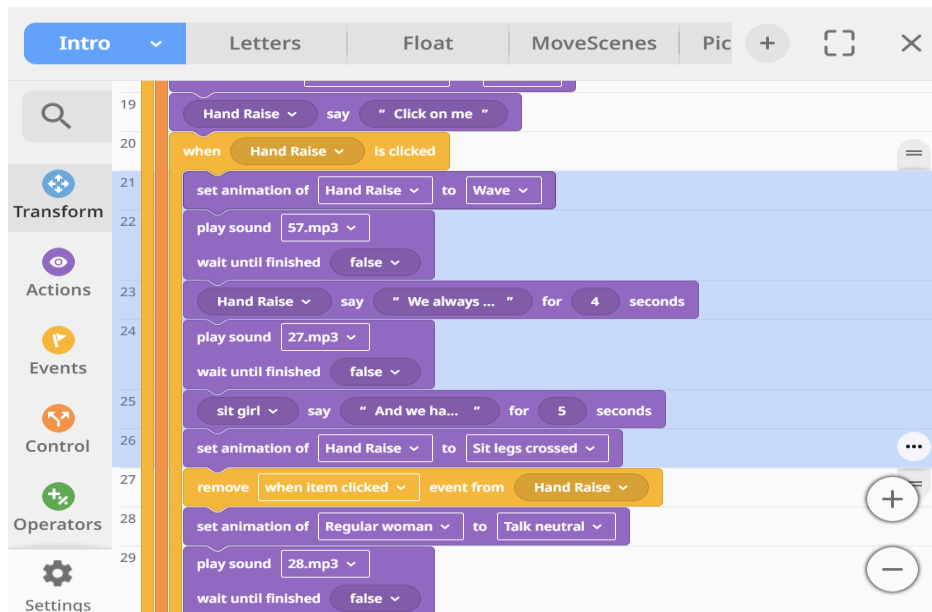 Intro Letters Float MoveScenes Pic +
19 Hand Raise say “ Click on me ”
20 when Hand Raise is clicked
21 set animation of Hand Raise to Wave
Transform
22 play sound 57.mp3
wait until finished false
Actions
23 Hand Raise say “ We always ... ” for 4 seconds
24 play sound 27.mp3
wait until finished false
Events
25 sit girl say “ And we ha... ” for 5 seconds
26 set animation of Hand Raise to Sit legs crossed
Control
27 remove when item clicked event from Hand Raise
28 set animation of Regular woman to Talk neutral
Operators
29 play sound 28.mp3
wait until finished false
Settings